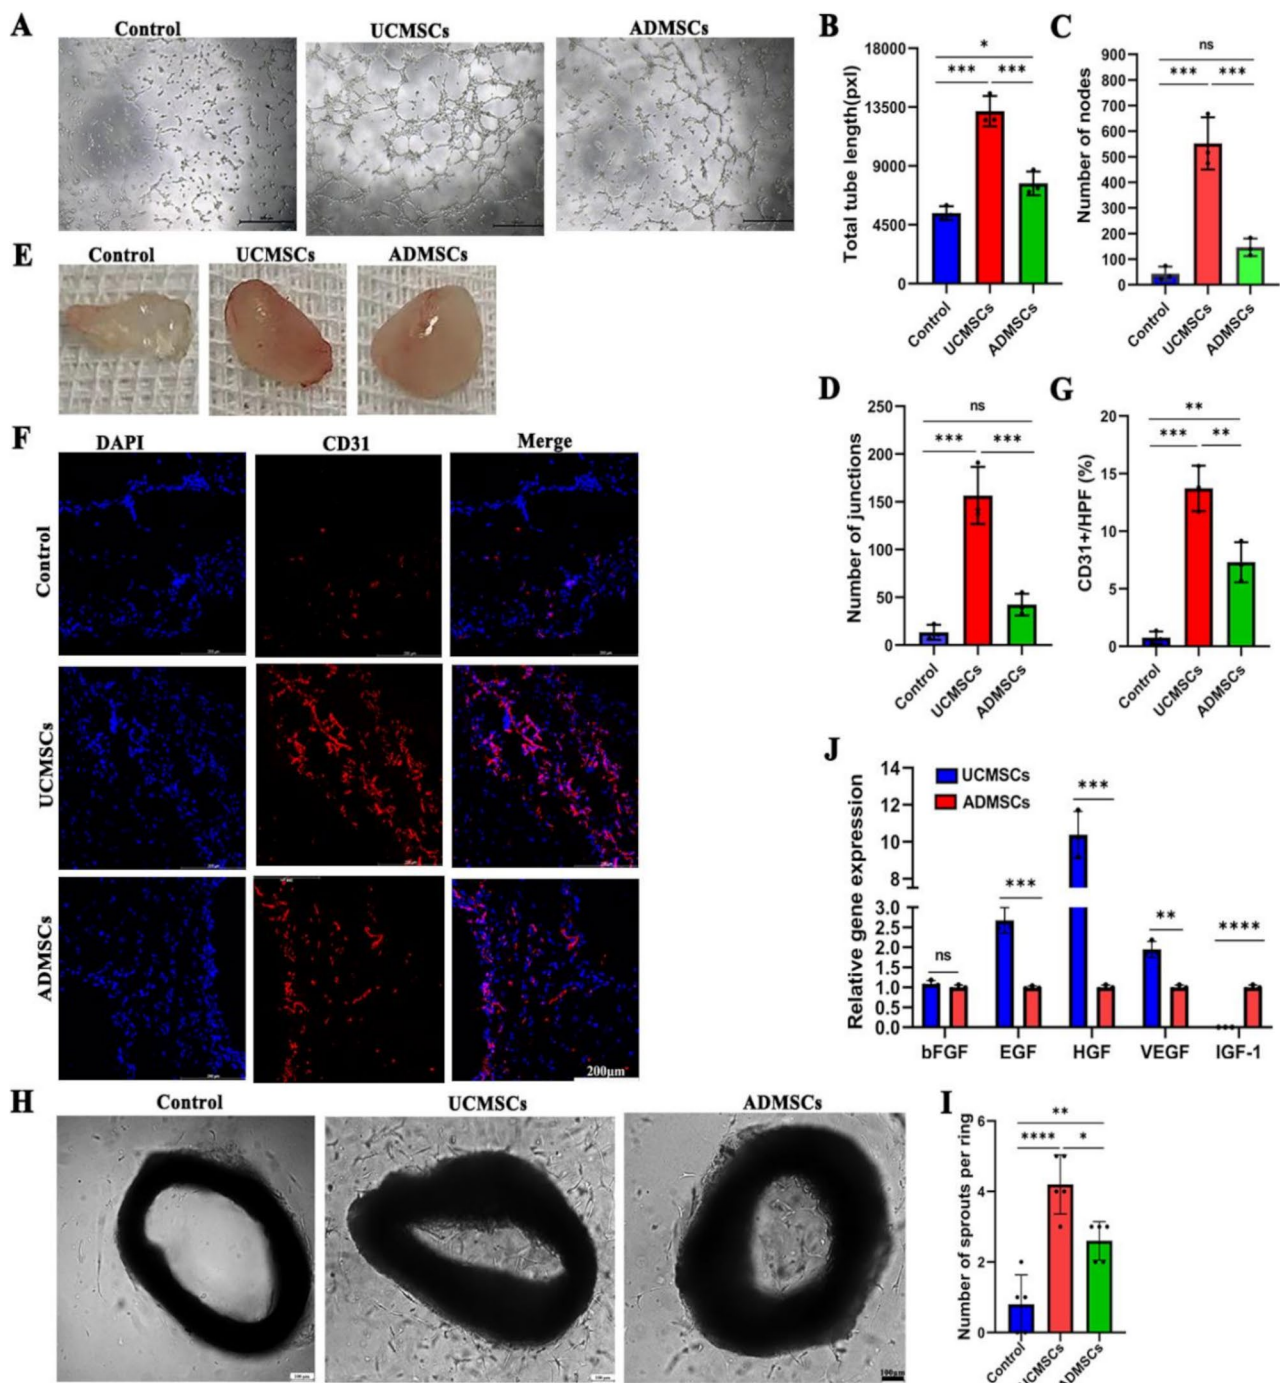 A
Control
UCMSCs
ADMSCs
B
Total tube length(pxl)
18000
13500
9000
4500
0
*
***
***
Control
UCMSCs
ADMSCs
C
Number of nodes
900
800
700
600
500
400
300
200
100
0
ns
***
***
Control
UCMSCs
ADMSCs
E
Control
UCMSCs
ADMSCs
D
Number of junctions
250
200
150
100
50
0
ns
***
***
Control
UCMSCs
ADMSCs
G
CD31+/HPF (%)
20
15
10
5
0
**
***
**
Control
UCMSCs
ADMSCs
F
DAPI
CD31
Merge
Control
UCMSCs
ADMSCs
200μm
J
Relative gene expression
14
12
10
8
3.0
2.5
2.0
1.5
1.0
0.5
0.0
UCMSCs
ADMSCs
ns
***
***
**
****
bFGF
EGF
HGF
VEGF
IGF-1
H
Control
UCMSCs
ADMSCs
100μm
100μm
100μm
I
Number of sprouts per ring
6
4
2
0
**
****
*
Control
UCMSCs
ADMSCs